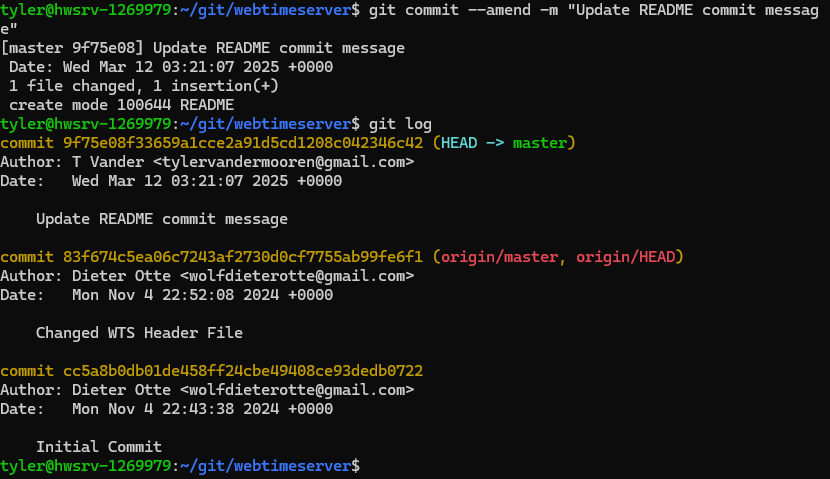 tyler@hwsrv-1269979:~/git/webtimeserver$ git commit --amend -m "Update README commit messag
e"
[master 9f75e08] Update README commit message
 Date: Wed Mar 12 03:21:07 2025 +0000
 1 file changed, 1 insertion(+)
 create mode 100644 README
tyler@hwsrv-1269979:~/git/webtimeserver$ git log
commit 9f75e08f33659a1cce2a91d5cd1208c042346c42 (HEAD -> master)
Author: T Vander <tylervandermooren@gmail.com>
Date:   Wed Mar 12 03:21:07 2025 +0000

    Update README commit message

commit 83f674c5ea06c7243af2730d0cf7755ab99fe6f1 (origin/master, origin/HEAD)
Author: Dieter Otte <wolfdieterotte@gmail.com>
Date:   Mon Nov 4 22:52:08 2024 +0000

    Changed WTS Header File

commit cc5a8b0db01de458ff24cbe49408ce93dedb0722
Author: Dieter Otte <wolfdieterotte@gmail.com>
Date:   Mon Nov 4 22:43:38 2024 +0000

    Initial Commit
tyler@hwsrv-1269979:~/git/webtimeserver$